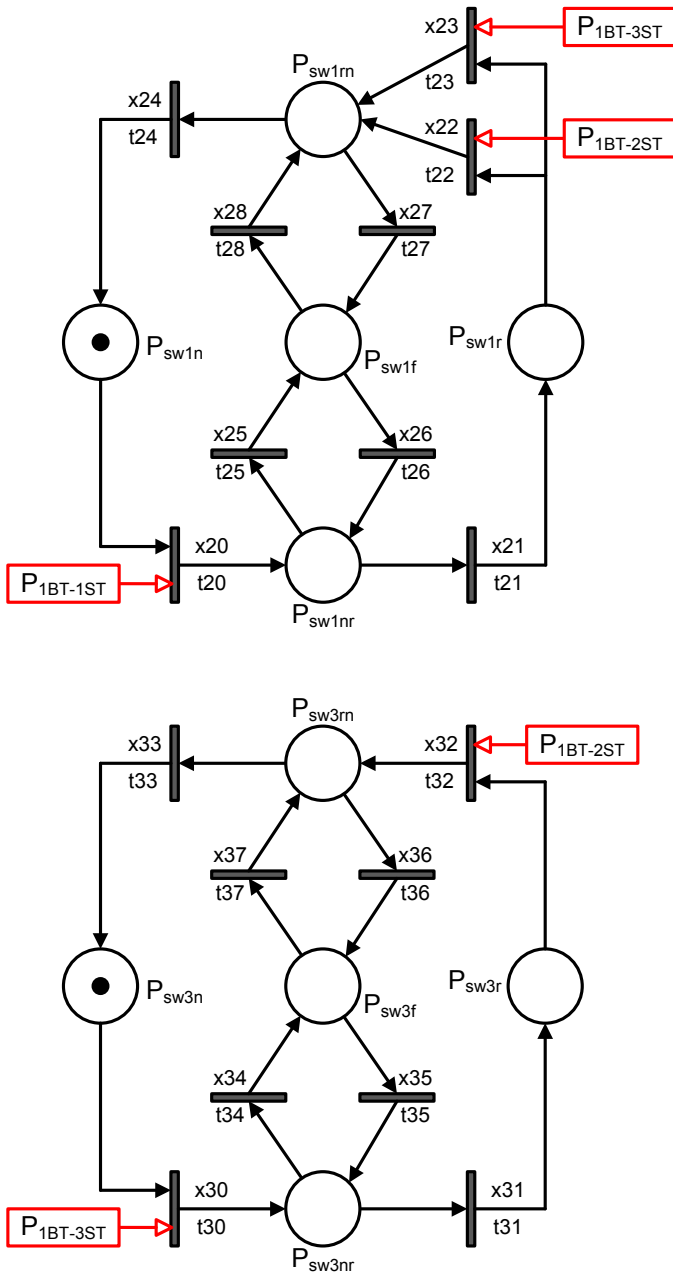 x23
P1BT-3ST
Psw1rn
t23
x24
t24
x22
P1BT-2ST
t22
x28
t28
x27
t27
Psw1n
Psw1f
Psw1r
x25
t25
x26
t26
x20
t20
P1BT-1ST
x21
t21
Psw1nr
Psw3rn
x33
t33
x32
t32
P1BT-2ST
x37
t37
x36
t36
Psw3n
Psw3f
Psw3r
x34
t34
x35
t35
x30
t30
P1BT-3ST
x31
t31
Psw3nr